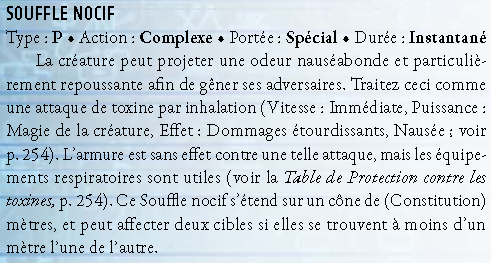 SOUFFLE NOCIF
Type : P ◆ Action : Complexe ◆ Portée : Spécial ◆ Durée : Instantané
La créature peut projeter une odeur nauséabonde et particuliè-
rement repoussante afin de gêner ses adversaires. Traitez ceci comme
une attaque de toxine par inhalation (Vitesse : Immédiate, Puissance :
Magie de la créature, Effet : Dommages étourdissants, Nausée ; voir
p. 254). L’armure est sans effet contre une telle attaque, mais les équipe-
ments respiratoires sont utiles (voir la Table de Protection contre les
toxines, p. 254). Ce Souffle nocif s’étend sur un cône de (Constitution)
mètres, et peut affecter deux cibles si elles se trouvent à moins d’un
mètre l’une de l’autre.